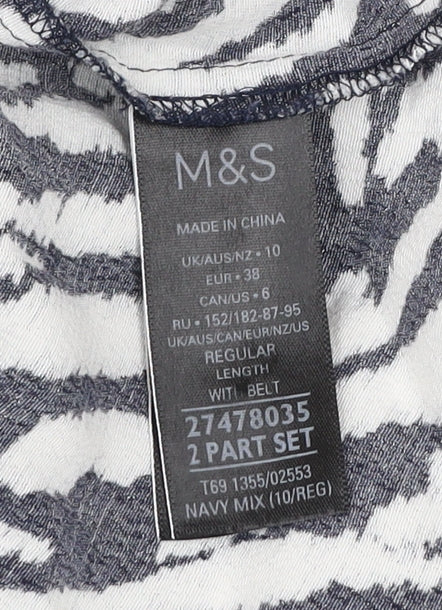 M&S
MADE IN CHINA
UK/AUS/NZ • 10
EUR • 38
CAN/US • 6
RU • 152/182-87-95
UK/AUS/CAN/EUR/NZ/US
REGULAR
LENGTH
WITH BELT
27478035
2 PART SET
T69 1355/02553
NAVY MIX (10/REG)